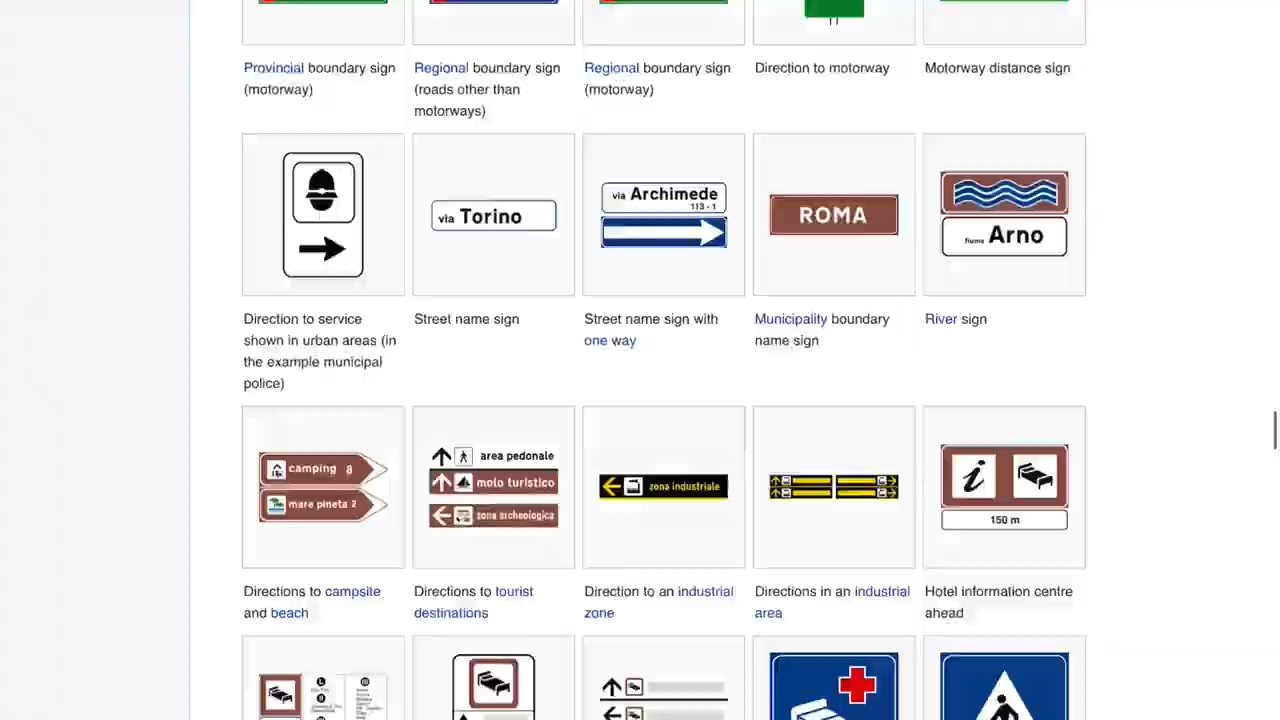 Provincial boundary sign
(motorway)
Regional boundary sign
(roads other than
motorways)
Regional boundary sign
(motorway)
Direction to motorway
Motorway distance sign
via Torino
via Archimede
113 - 1
ROMA
fiume Arno
Direction to service
shown in urban areas (in
the example municipal
police)
Street name sign
Street name sign with
one way
Municipality boundary
name sign
River sign
camping 8
mare pineta 2
area pedonale
molo turistico
zona archeologica
zona industriale
i
150 m
Directions to campsite
and beach
Directions to tourist
destinations
Direction to an industrial
zone
Directions in an industrial
area
Hotel information centre
ahead